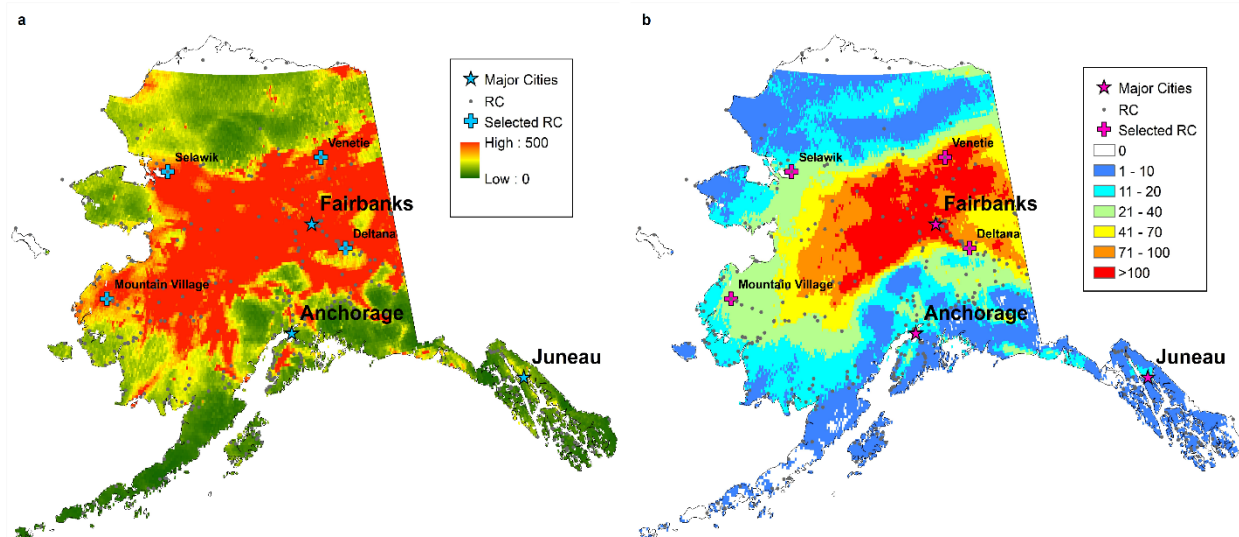 a
Major Cities
RC
Selected RC
High : 500
Low : 0
Venetie
Selawik
Fairbanks
Deltana
Mountain Village
Anchorage
Juneau
b
Major Cities
RC
Selected RC
0
1 - 10
11 - 20
21 - 40
41 - 70
71 - 100
>100
Venetie
Selawik
Fairbanks
Deltana
Mountain Village
Anchorage
Juneau